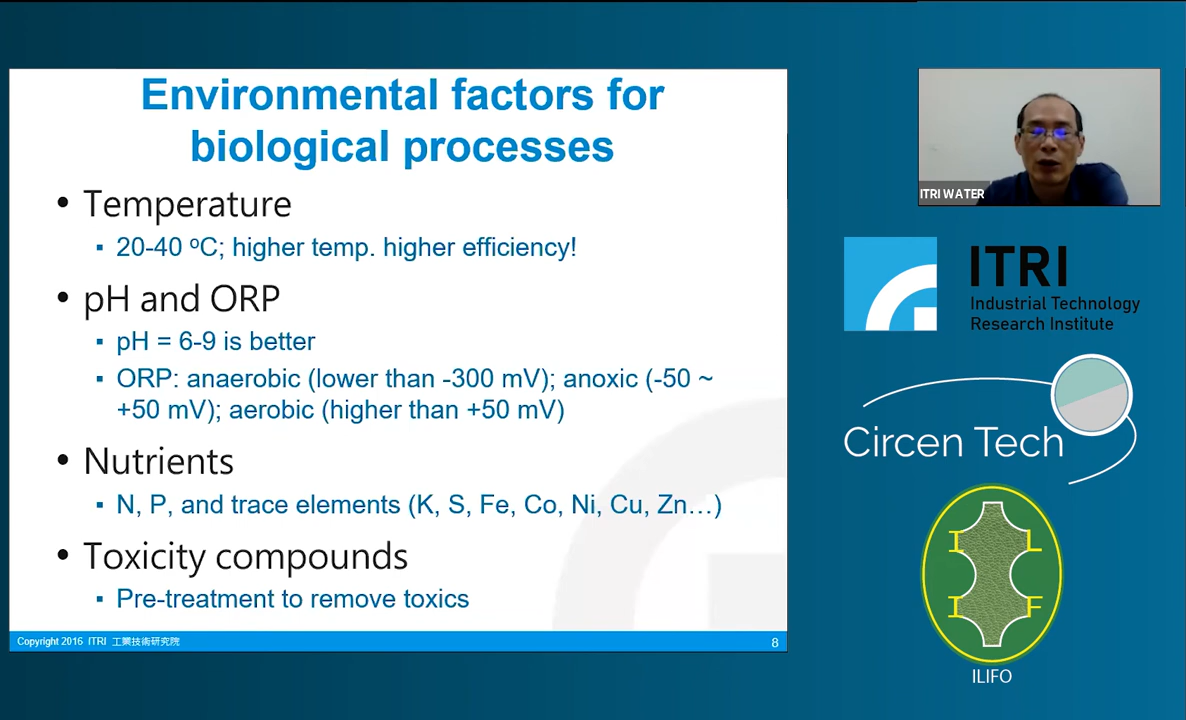 Environmental factors for
biological processes
• Temperature
▪ 20-40 ºC; higher temp. higher efficiency!
• pH and ORP
▪ pH = 6-9 is better
▪ ORP: anaerobic (lower than -300 mV); anoxic (-50 ~
+50 mV); aerobic (higher than +50 mV)
• Nutrients
▪ N, P, and trace elements (K, S, Fe, Co, Ni, Cu, Zn…)
• Toxicity compounds
▪ Pre-treatment to remove toxics
Copyright 2016 ITRI 工業技術研究院
8
ITRI WATER
ITRI
Industrial Technology
Research Institute
Circen Tech
I L
I F
ILIFO